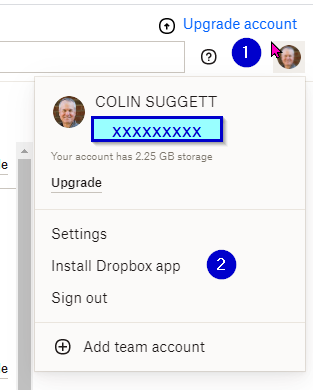 Upgrade account
1
COLIN SUGGETT
xxxxxxxxx
Your account has 2.25 GB storage
Upgrade
Settings
Install Dropbox app
2
Sign out
Add team account